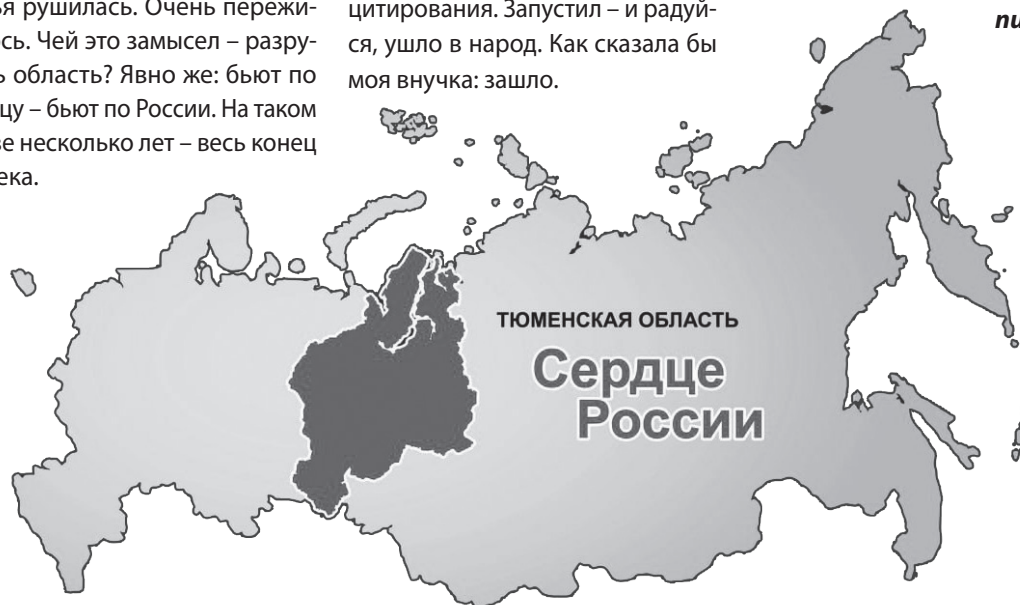 ья рушилась. Очень пережи-
ось. Чей это замысел – разру-
ь область? Явно же: бьют по
цу – бьют по России. На таком
ве несколько лет – весь конец
ека.
цитирования. Запустил – и радуй-
ся, ушло в народ. Как сказала бы
моя внучка: зашло.
ТЮМЕНСКАЯ ОБЛАСТЬ
Сердце
России